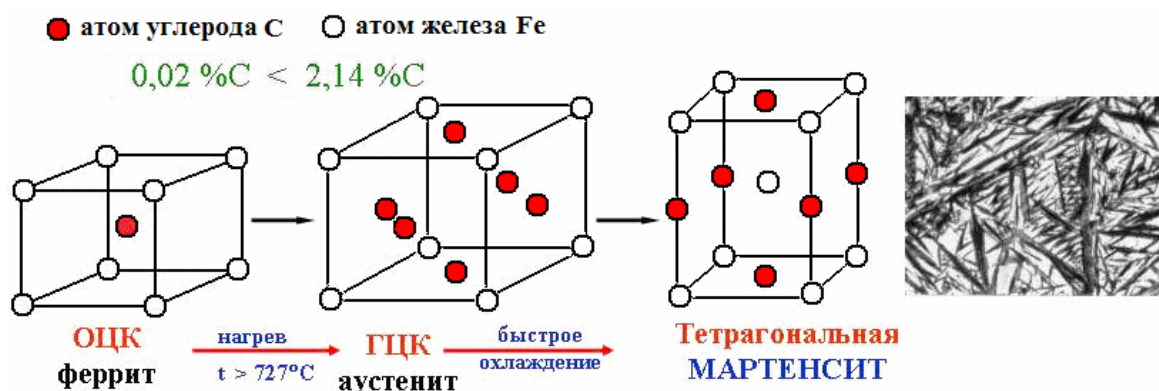 атом углерода С
атом железа Fe
0,02 %C < 2,14 %C
ОЦК
феррит
нагрев
t > 727°C
ГЦК
аустенит
быстрое
охлаждение
Тетрагональная
МАРТЕНСИТ